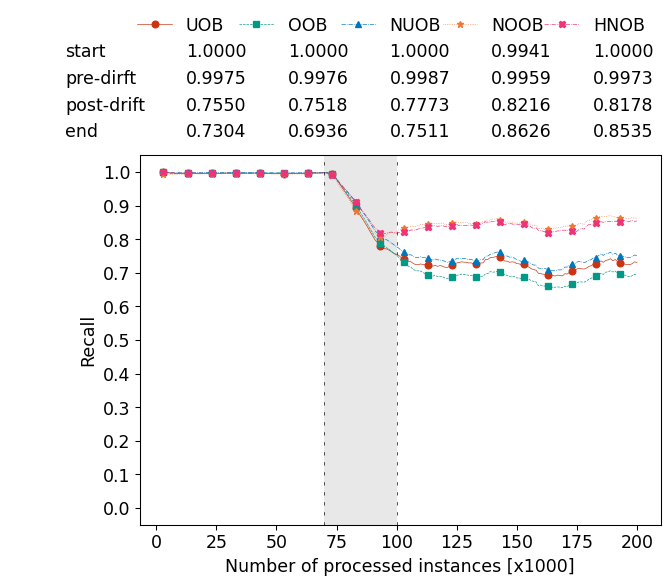 UOB OOB NUOB NOOB HNOB
start 1.0000 1.0000 1.0000 0.9941 1.0000
pre-dirft 0.9975 0.9976 0.9987 0.9959 0.9973
post-drift 0.7550 0.7518 0.7773 0.8216 0.8178
end 0.7304 0.6936 0.7511 0.8626 0.8535
1.0
0.9
0.8
0.7
0.6
0.5
0.4
0.3
0.2
0.1
0.0
Recall
0 25 50 75 100 125 150 175 200
Number of processed instances [x1000]